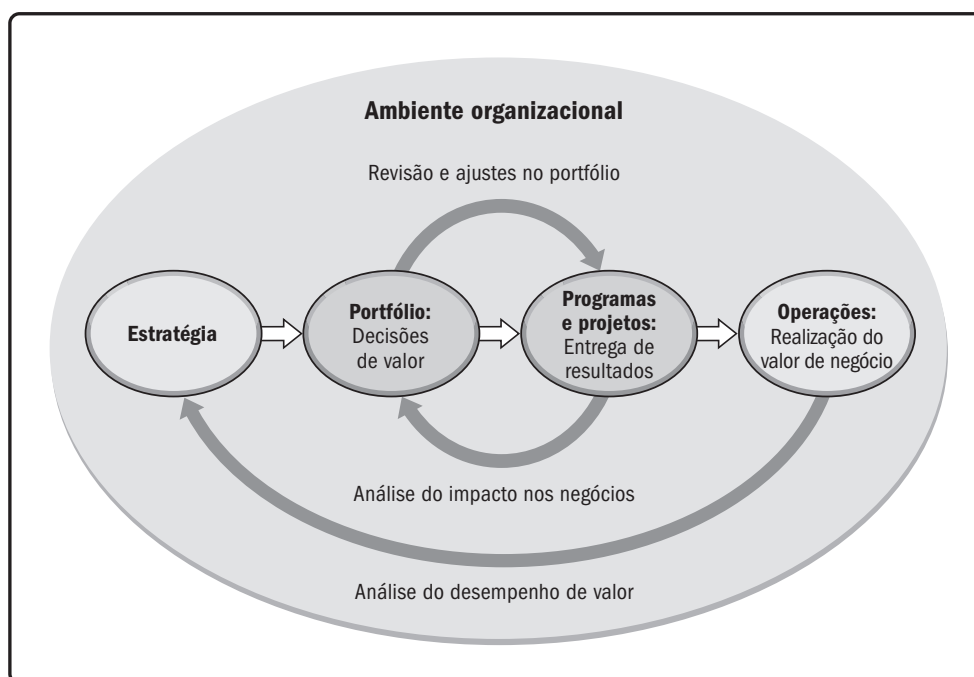 Ambiente organizacional
Revisão e ajustes no portfólio
Estratégia
Portfólio:
Decisões
de valor
Programas
e projetos:
Entrega de
resultados
Operações:
Realização do
valor de negócio
Análise do impacto nos negócios
Análise do desempenho de valor